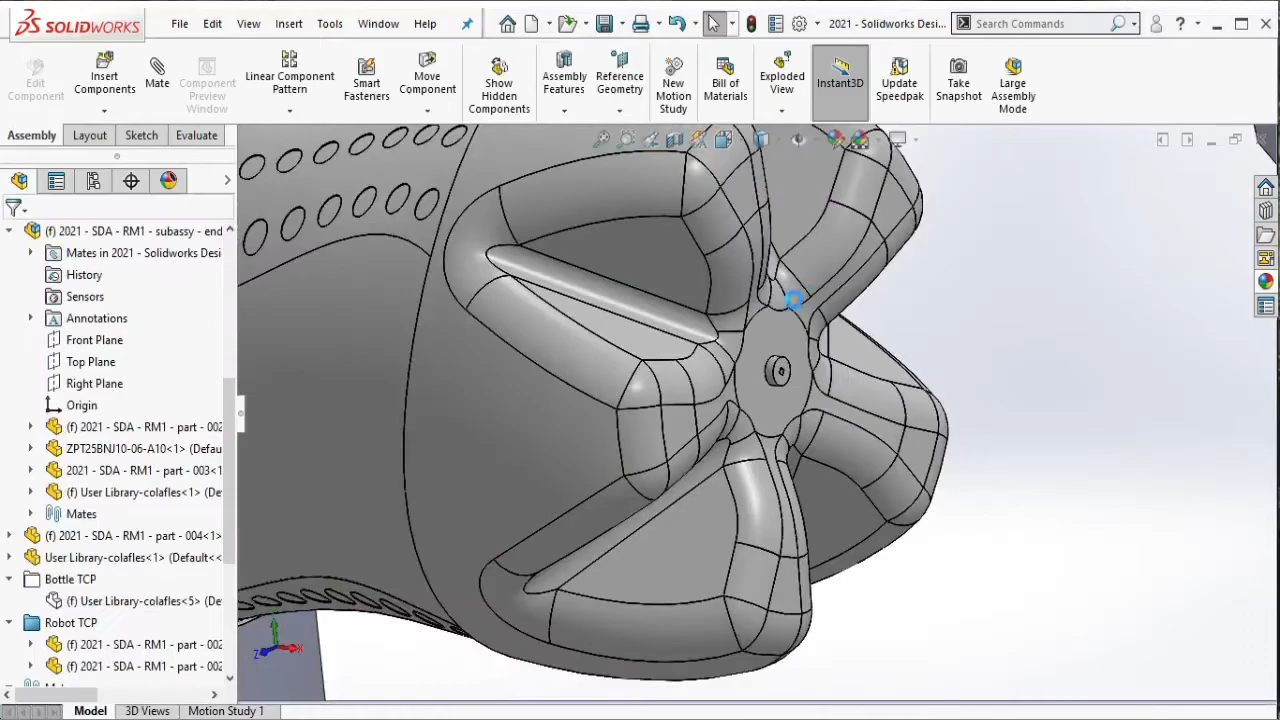 SOLIDWORKS
File Edit View Insert Tools Window Help
2021 - Solidworks Desi...
Search Commands
Edit Component
Insert Components
Mate
Component Preview Window
Linear Component Pattern
Smart Fasteners
Move Component
Show Hidden Components
Assembly Features
Reference Geometry
New Motion Study
Bill of Materials
Exploded View
Instant3D
Update Speedpak
Take Snapshot
Large Assembly Mode
Assembly Layout Sketch Evaluate
(f) 2021 - SDA - RM1 - subassy - end
Mates in 2021 - Solidworks Desi
History
Sensors
Annotations
Front Plane
Top Plane
Right Plane
Origin
(f) 2021 - SDA - RM1 - part - 002
ZPT25BNJ10-06-A10<1> (Defau
2021 - SDA - RM1 - part - 003<1
(f) User Library-colafles<1> (De
Mates
(f) 2021 - SDA - RM1 - part - 004<1>
User Library-colafles<1> (Default<<
Bottle TCP
(f) User Library-colafles<5> (De
Robot TCP
(f) 2021 - SDA - RM1 - part - 002
(f) 2021 - SDA - RM1 - part - 002
Z X
Model 3D Views Motion Study 1